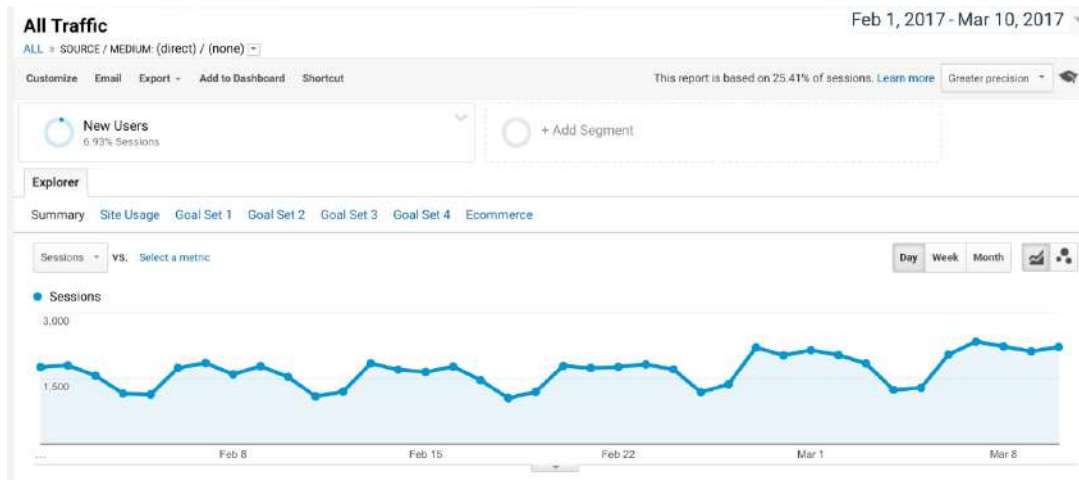 All Traffic
Feb 1, 2017 - Mar 10, 2017
ALL » SOURCE / MEDIUM: (direct) / (none)
Customize Email Export Add to Dashboard Shortcut
This report is based on 25.41% of sessions. Learn more Greater precision
New Users
6.93% Sessions
+ Add Segment
Explorer
Summary Site Usage Goal Set 1 Goal Set 2 Goal Set 3 Goal Set 4 Ecommerce
Sessions VS. Select a metric
Day Week Month
Sessions
3,000
1,500
... Feb 8 Feb 15 Feb 22 Mar 1 Mar 8